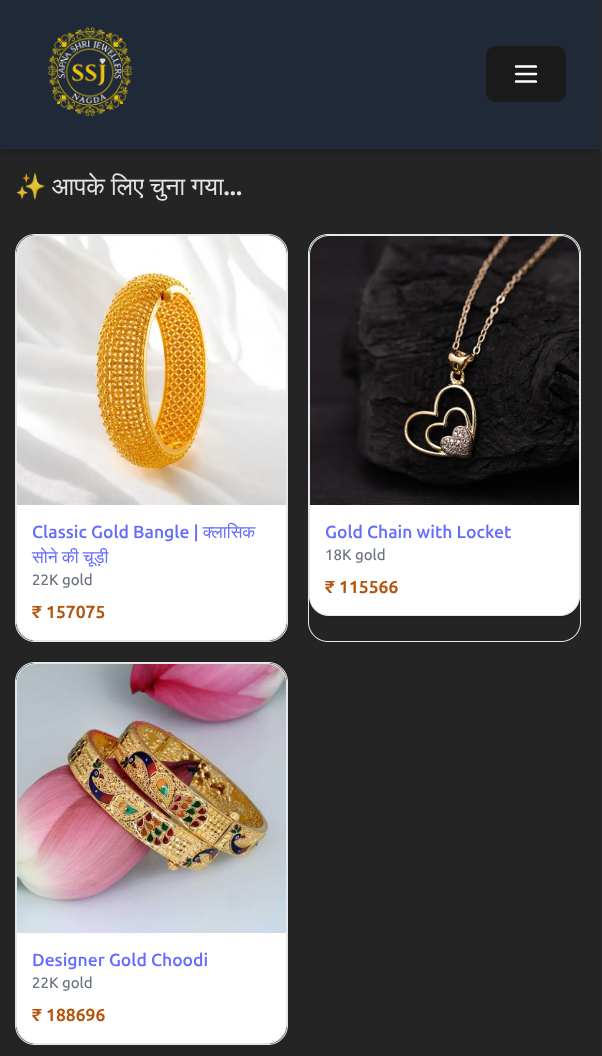 SAPNA SHRI JEWELLERS
SSJ
NAGDA
✨ आपके लिए चुना गया...
Classic Gold Bangle | क्लासिक
सोने की चूड़ी
22K gold
₹ 157075
Gold Chain with Locket
18K gold
₹ 115566
Designer Gold Choodi
22K gold
₹ 188696